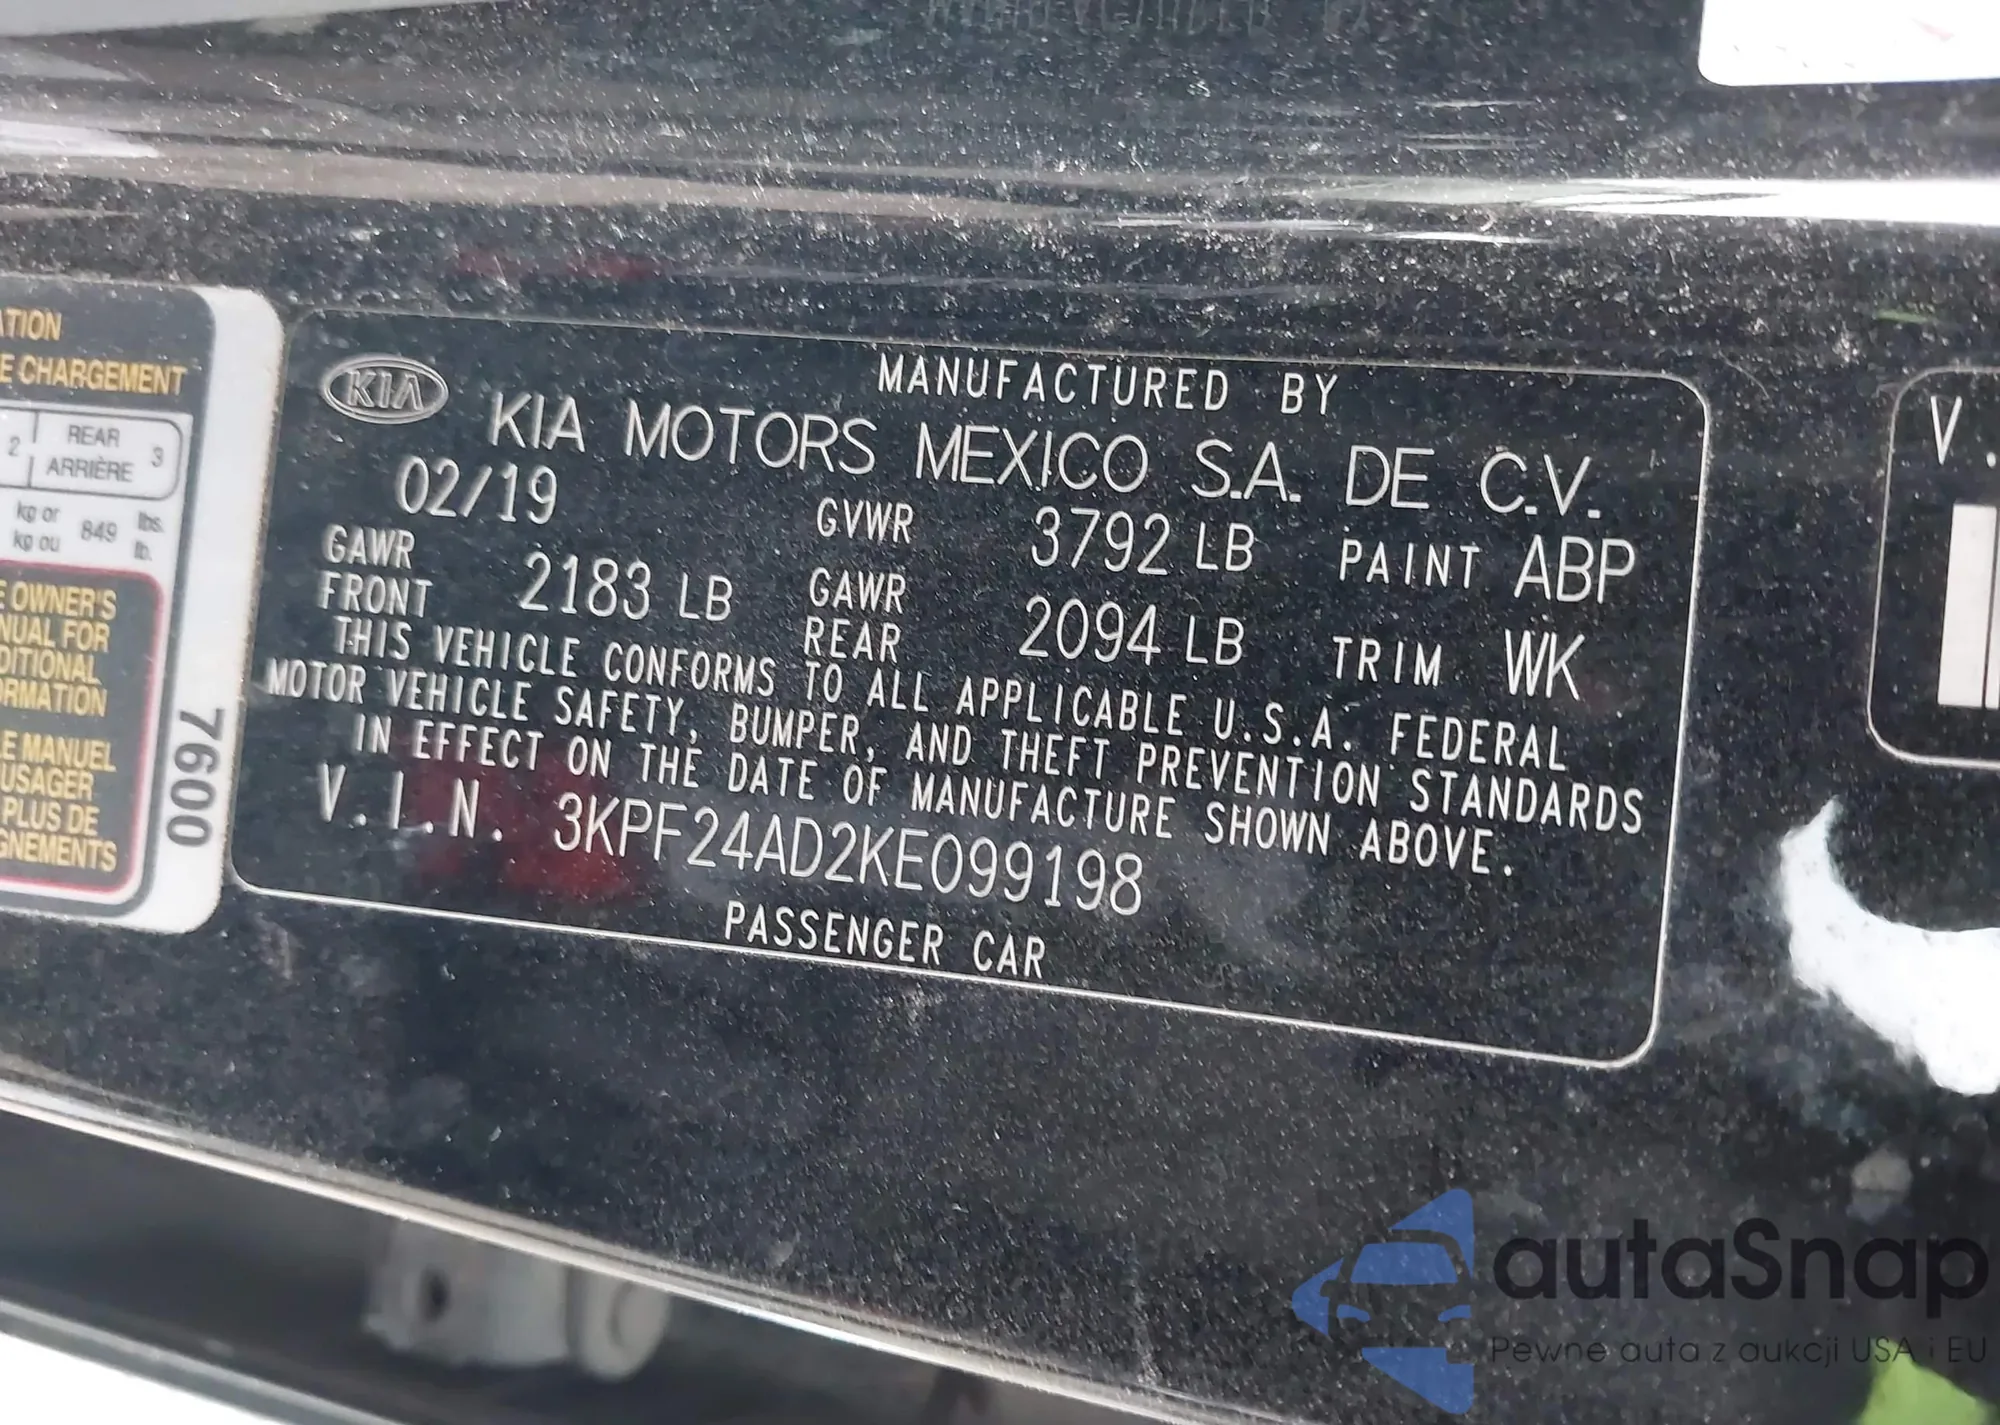 ATION
E CHARGEMENT
2 REAR 3
ARRIÈRE
kg or 849 lbs.
kg ou lb.
E OWNER'S
NUAL FOR
DITIONAL
ORMATION
LE MANUEL
USAGER
PLUS DE
GNEMENTS
7600
KIA
MANUFACTURED BY
KIA MOTORS MEXICO S.A. DE C.V.
02/19 GVWR 3792 LB PAINT ABP
GAWR FRONT 2183 LB GAWR REAR 2094 LB TRIM WK
THIS VEHICLE CONFORMS TO ALL APPLICABLE U.S.A. FEDERAL
MOTOR VEHICLE SAFETY, BUMPER, AND THEFT PREVENTION STANDARDS
IN EFFECT ON THE DATE OF MANUFACTURE SHOWN ABOVE.
V.I.N. 3KPF24AD2KE099198
PASSENGER CAR
V.
autaSnap
Pewne auta z aukcji USA i EU